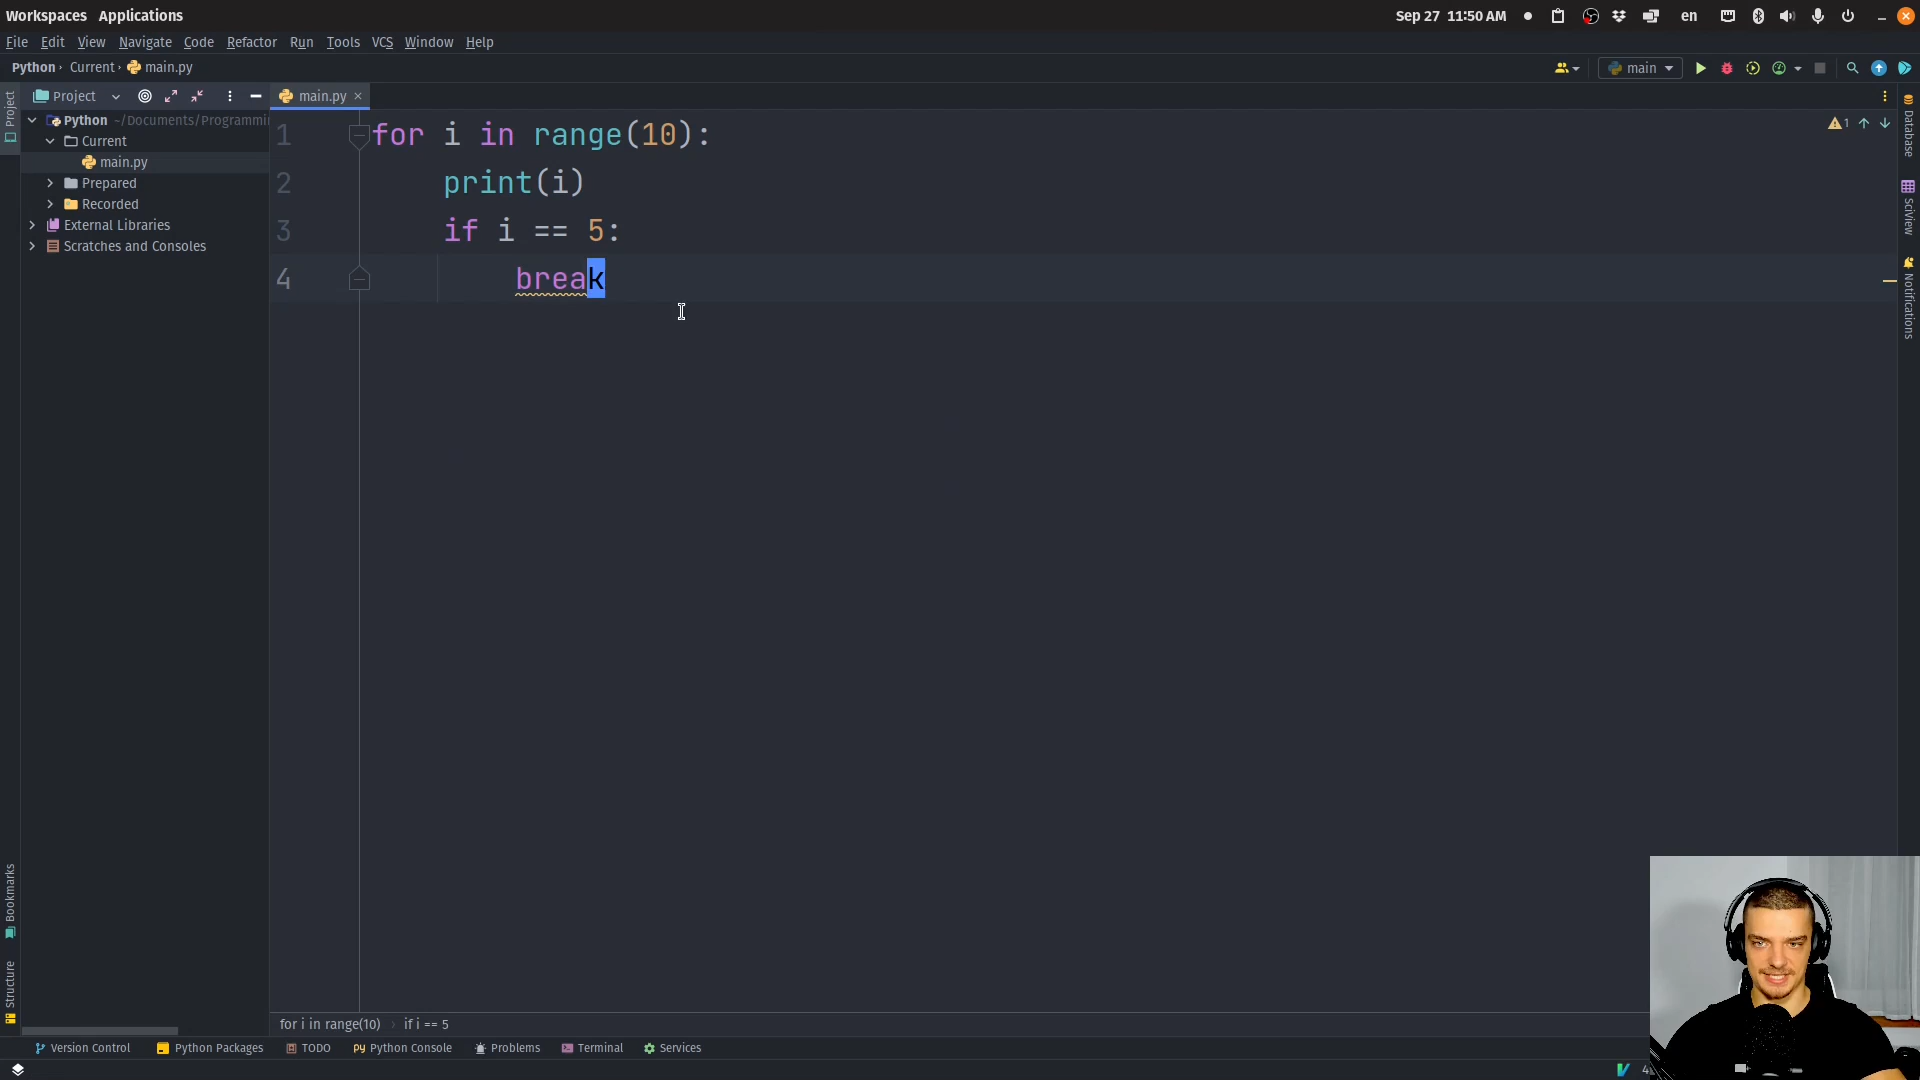 Workspaces Applications Sep 27 11:50 AM en
File Edit View Navigate Code Refactor Run Tools VCS Window Help
Python Current main.py main
Project main.py 1
Python ~/Documents/Programmi
Current
main.py
Prepared
Recorded
External Libraries
Scratches and Consoles
1 for i in range(10):
2 print(i)
3 if i == 5:
4 break
Project
Bookmarks
Structure
Database
SciView
Notifications
for i in range(10) if i == 5
Version Control Python Packages TODO Python Console Problems Terminal Services